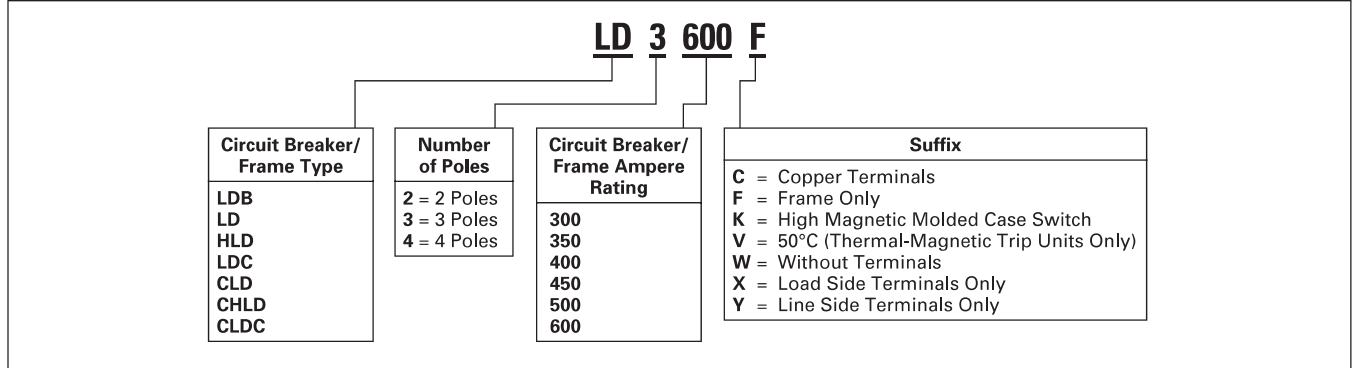 LD 3 600 F
Circuit Breaker/
Frame Type
LDB
LD
HLD
LDC
CLD
CHLD
CLDC
Number
of Poles
2 = 2 Poles
3 = 3 Poles
4 = 4 Poles
Circuit Breaker/
Frame Ampere
Rating
300
350
400
450
500
600
Suffix
C = Copper Terminals
F = Frame Only
K = High Magnetic Molded Case Switch
V = 50°C (Thermal-Magnetic Trip Units Only)
W = Without Terminals
X = Load Side Terminals Only
Y = Line Side Terminals Only